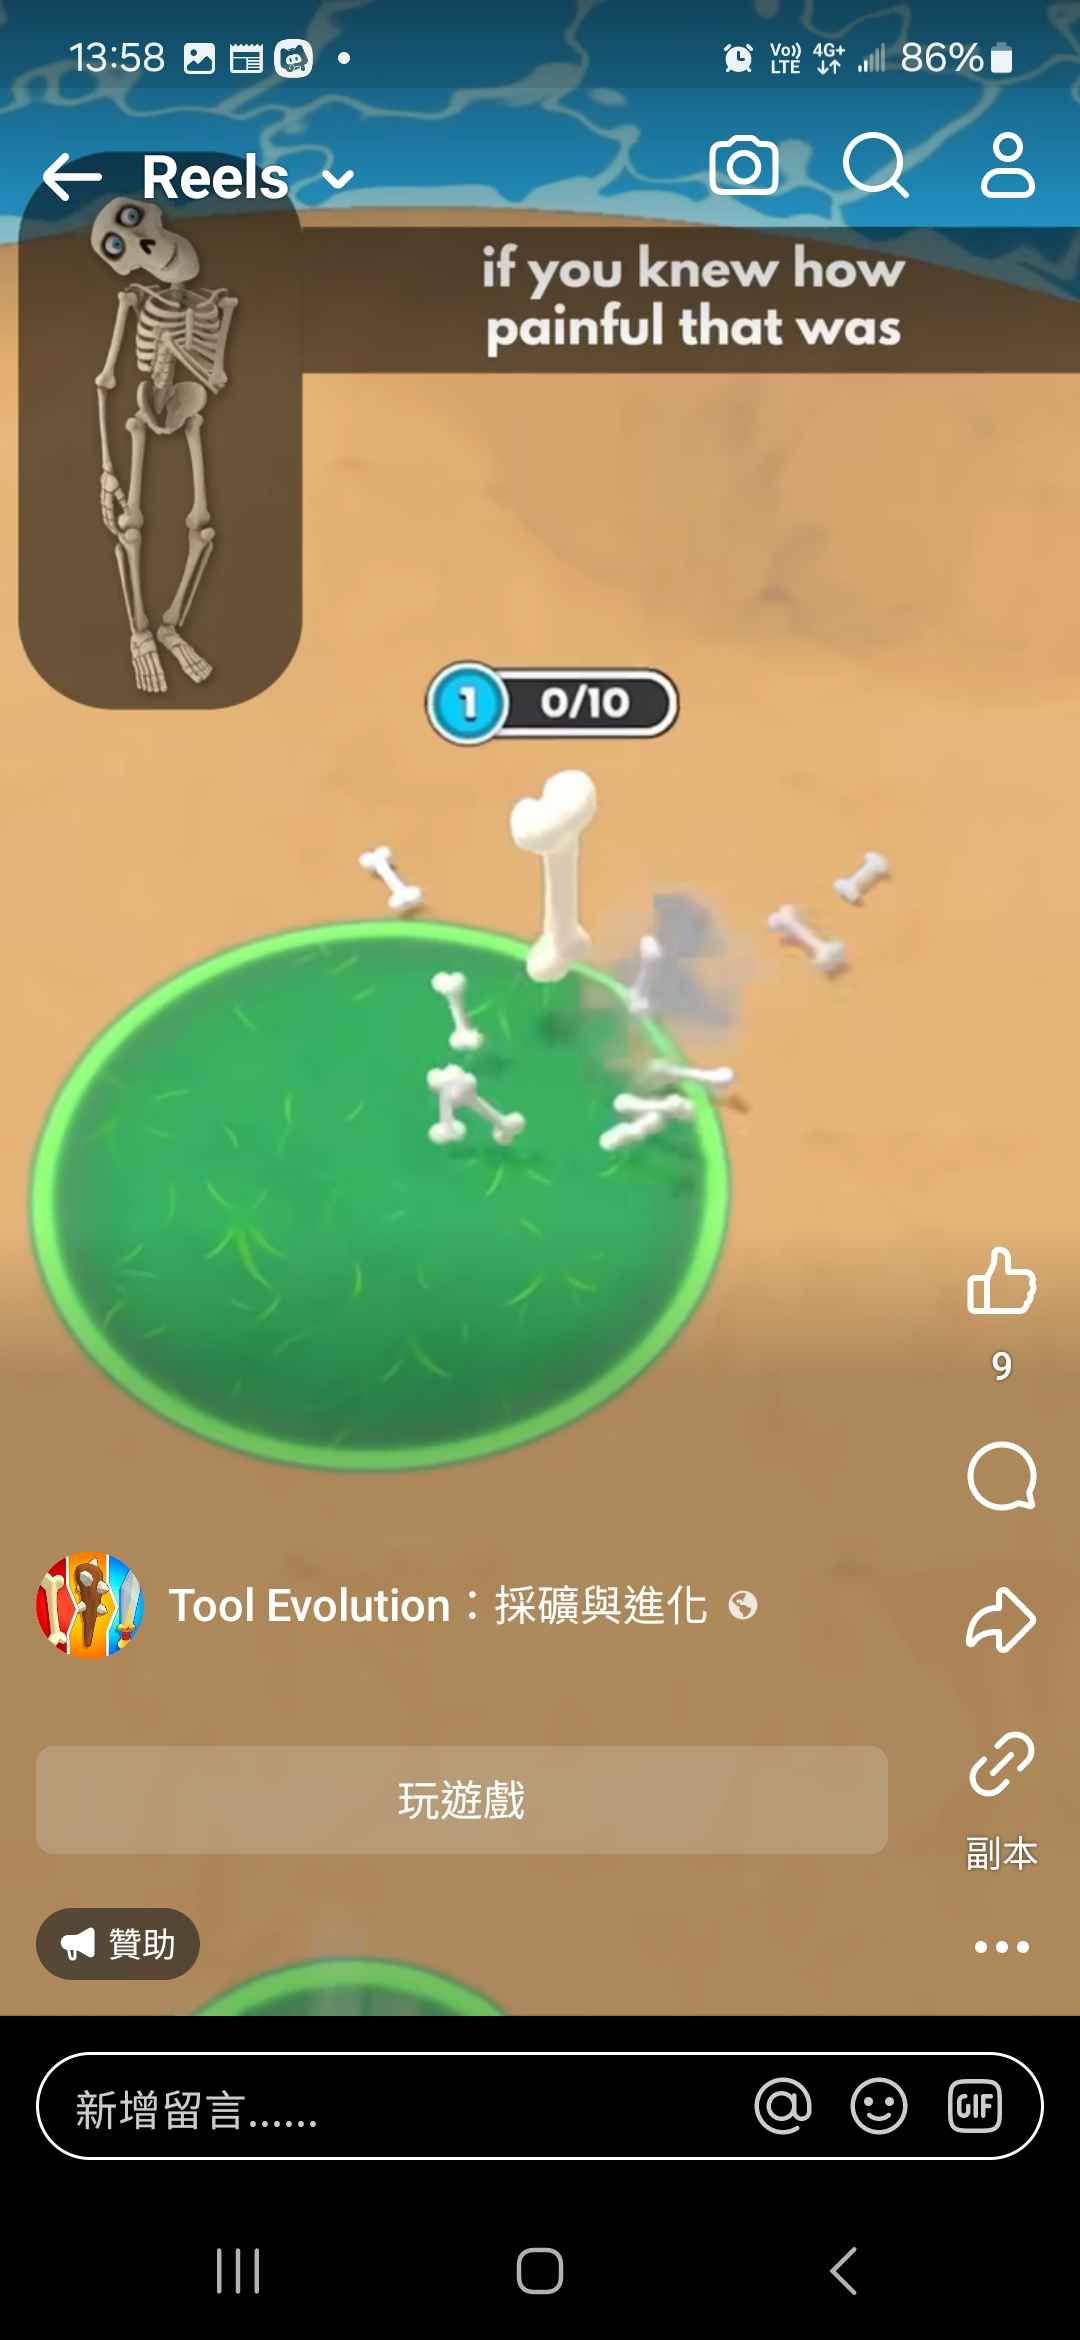 13:58
Vo)) LTE 4G+ 86%
Reels
if you knew how
painful that was
1 0/10
9
Tool Evolution：採礦與進化
玩遊戲
副本
贊助
新增留言......
GIF